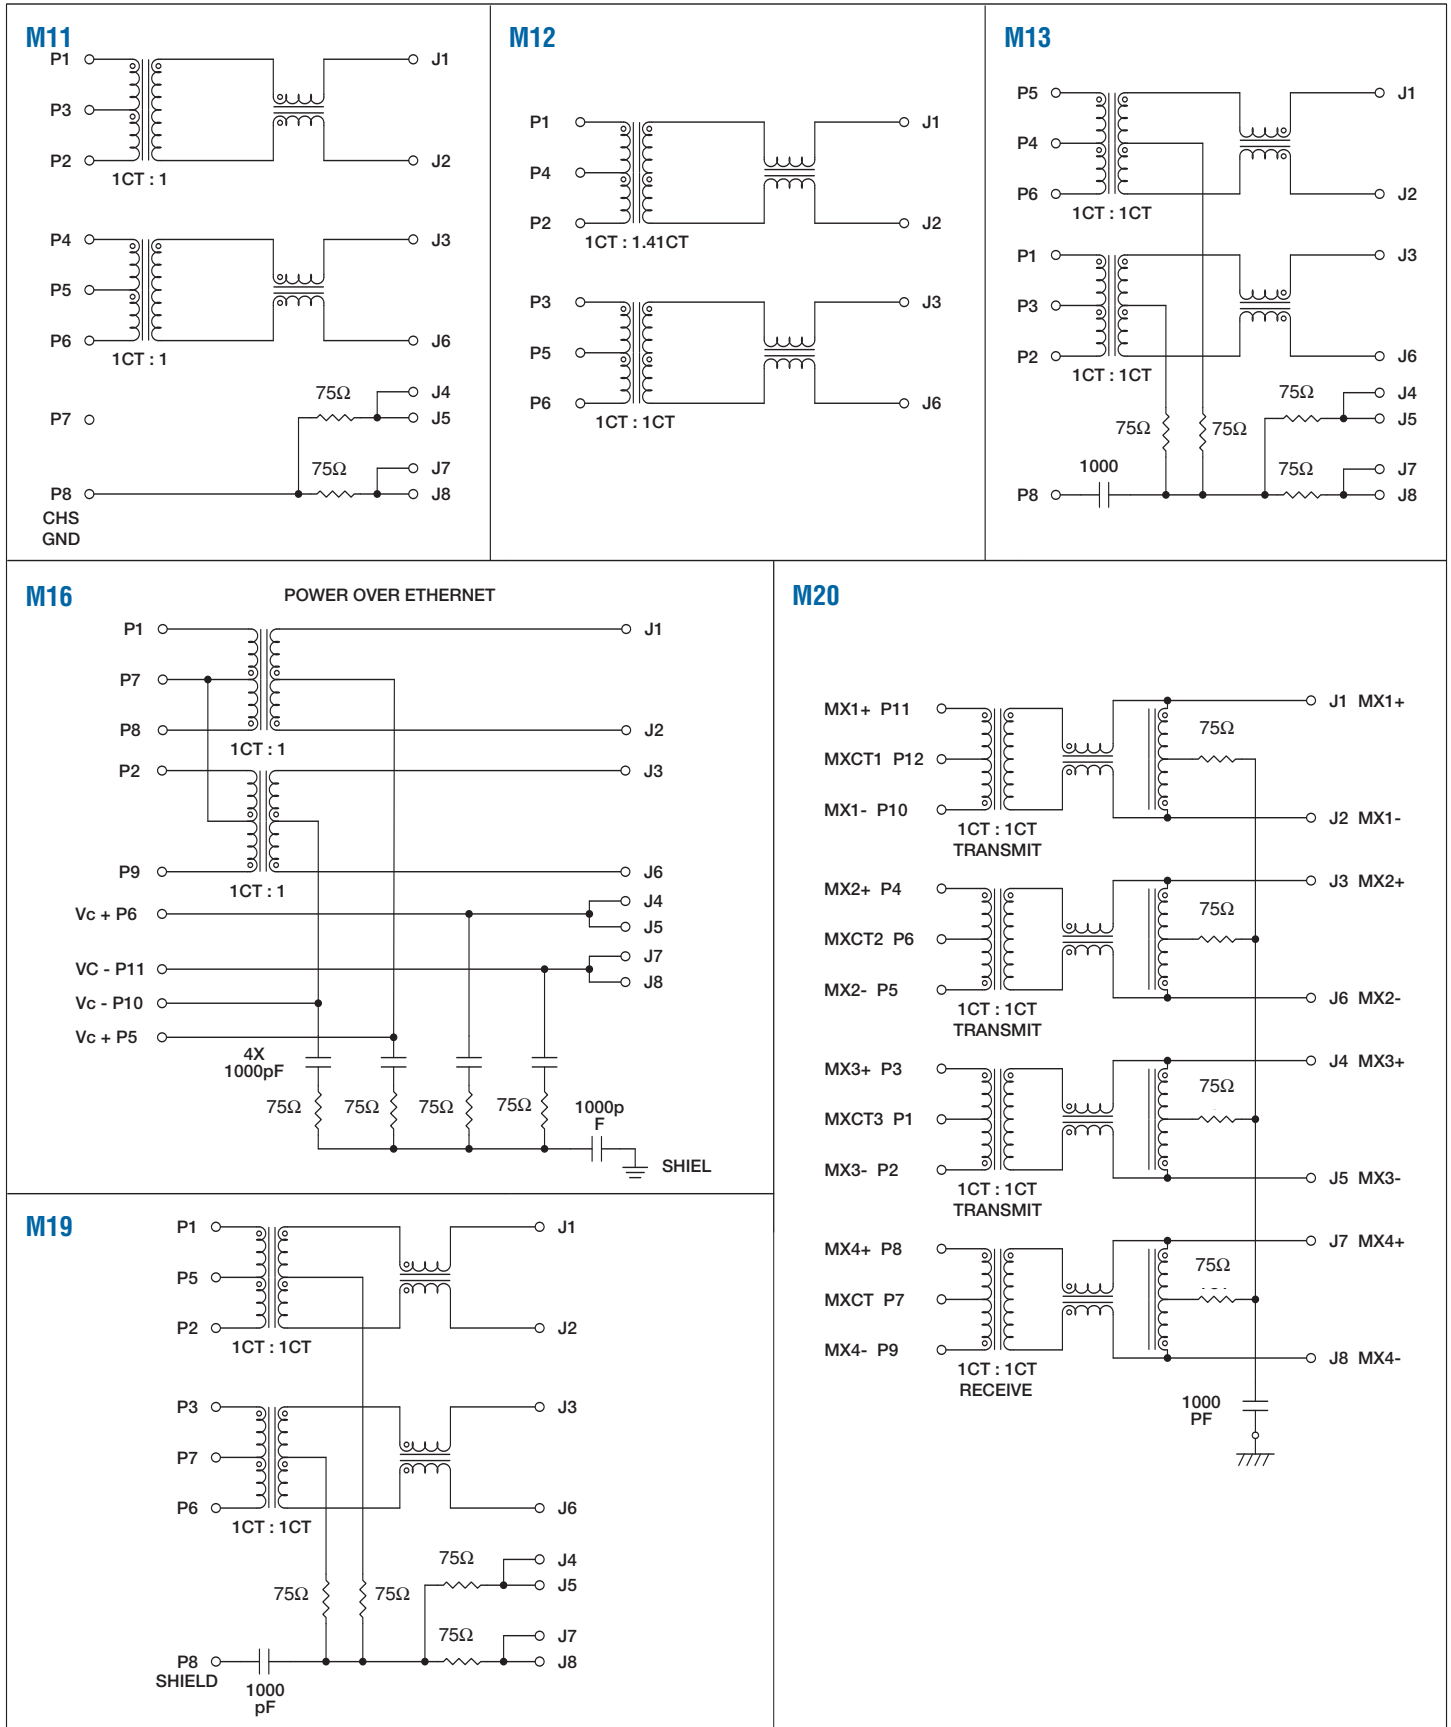 M11
P1
J1
P3
P2
J2
1CT : 1
P4
J3
P5
P6
J6
1CT : 1
75Ω
J4
P7
J5
75Ω
J7
P8
J8
CHS
GND
M12
P1
J1
P4
P2
J2
1CT : 1.41CT
P3
J3
P5
P6
J6
1CT : 1CT
M13
P5
J1
P4
P6
J2
1CT : 1CT
P1
J3
P3
P2
J6
1CT : 1CT
75Ω
J4
J5
75Ω
75Ω
1000
75Ω
J7
P8
J8
M16
POWER OVER ETHERNET
P1
J1
P7
P8
J2
1CT : 1
P2
J3
P9
J6
1CT : 1
J4
Vc + P6
J5
J7
VC - P11
J8
Vc - P10
Vc + P5
4X
1000pF
75Ω
75Ω
75Ω
75Ω
1000p
F
SHIEL
M19
P1
J1
P5
P2
J2
1CT : 1CT
P3
J3
P7
P6
J6
1CT : 1CT
75Ω
J4
J5
75Ω
75Ω
75Ω
J7
P8
J8
SHIELD
1000
pF
M20
MX1+ P11
J1 MX1+
75Ω
MXCT1 P12
MX1- P10
J2 MX1-
1CT : 1CT
TRANSMIT
MX2+ P4
J3 MX2+
75Ω
MXCT2 P6
MX2- P5
J6 MX2-
1CT : 1CT
TRANSMIT
MX3+ P3
J4 MX3+
75Ω
MXCT3 P1
MX3- P2
J5 MX3-
1CT : 1CT
TRANSMIT
MX4+ P8
J7 MX4+
75Ω
MXCT P7
MX4- P9
J8 MX4-
1CT : 1CT
RECEIVE
1000
PF